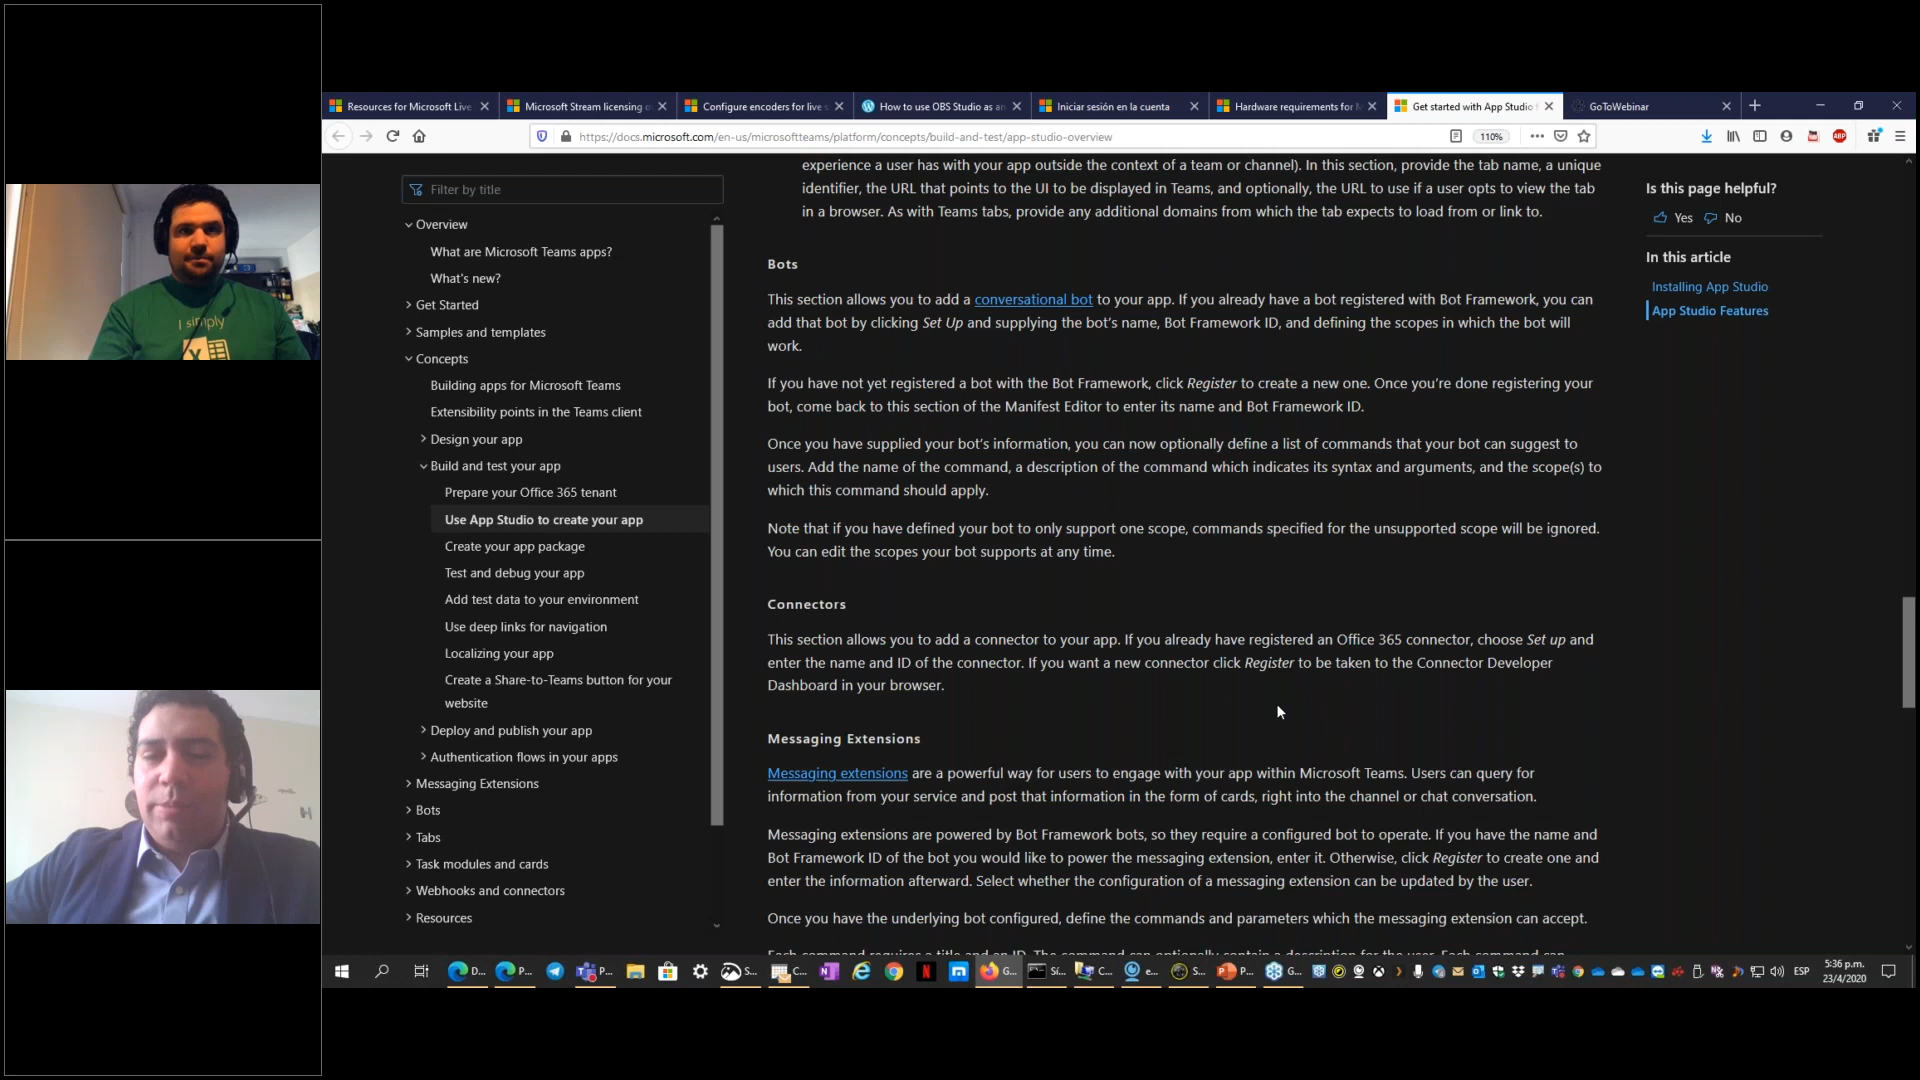 I simply
Resources for Microsoft Live
Microsoft Stream licensing o
Configure encoders for live s
How to use OBS Studio as an
Iniciar sesión en la cuenta
Hardware requirements for M
Get started with App Studio f
GoToWebinar
https://docs.microsoft.com/en-us/microsoftteams/platform/concepts/build-and-test/app-studio-overview
110%
ABP
Filter by title
Overview
What are Microsoft Teams apps?
What's new?
Get Started
Samples and templates
Concepts
Building apps for Microsoft Teams
Extensibility points in the Teams client
Design your app
Build and test your app
Prepare your Office 365 tenant
Use App Studio to create your app
Create your app package
Test and debug your app
Add test data to your environment
Use deep links for navigation
Localizing your app
Create a Share-to-Teams button for your
website
Deploy and publish your app
Authentication flows in your apps
Messaging Extensions
Bots
Tabs
Task modules and cards
Webhooks and connectors
Resources
experience a user has with your app outside the context of a team or channel). In this section, provide the tab name, a unique
identifier, the URL that points to the UI to be displayed in Teams, and optionally, the URL to use if a user opts to view the tab
in a browser. As with Teams tabs, provide any additional domains from which the tab expects to load from or link to.
Bots
This section allows you to add a conversational bot to your app. If you already have a bot registered with Bot Framework, you can
add that bot by clicking Set Up and supplying the bot's name, Bot Framework ID, and defining the scopes in which the bot will
work.
If you have not yet registered a bot with the Bot Framework, click Register to create a new one. Once you're done registering your
bot, come back to this section of the Manifest Editor to enter its name and Bot Framework ID.
Once you have supplied your bot's information, you can now optionally define a list of commands that your bot can suggest to
users. Add the name of the command, a description of the command which indicates its syntax and arguments, and the scope(s) to
which this command should apply.
Note that if you have defined your bot to only support one scope, commands specified for the unsupported scope will be ignored.
You can edit the scopes your bot supports at any time.
Connectors
This section allows you to add a connector to your app. If you already have registered an Office 365 connector, choose Set up and
enter the name and ID of the connector. If you want a new connector click Register to be taken to the Connector Developer
Dashboard in your browser.
Messaging Extensions
Messaging extensions are a powerful way for users to engage with your app within Microsoft Teams. Users can query for
information from your service and post that information in the form of cards, right into the channel or chat conversation.
Messaging extensions are powered by Bot Framework bots, so they require a configured bot to operate. If you have the name and
Bot Framework ID of the bot you would like to power the messaging extension, enter it. Otherwise, click Register to create one and
enter the information afterward. Select whether the configuration of a messaging extension can be updated by the user.
Once you have the underlying bot configured, define the commands and parameters which the messaging extension can accept.
Each command requires a title and an ID. The command can optionally contain a description for the user. Each command can
Is this page helpful?
Yes No
In this article
Installing App Studio
App Studio Features
D... P... P... S... C... G... Sí... C... e... S... P... G...
ESP
5:36 p.m.
23/4/2020